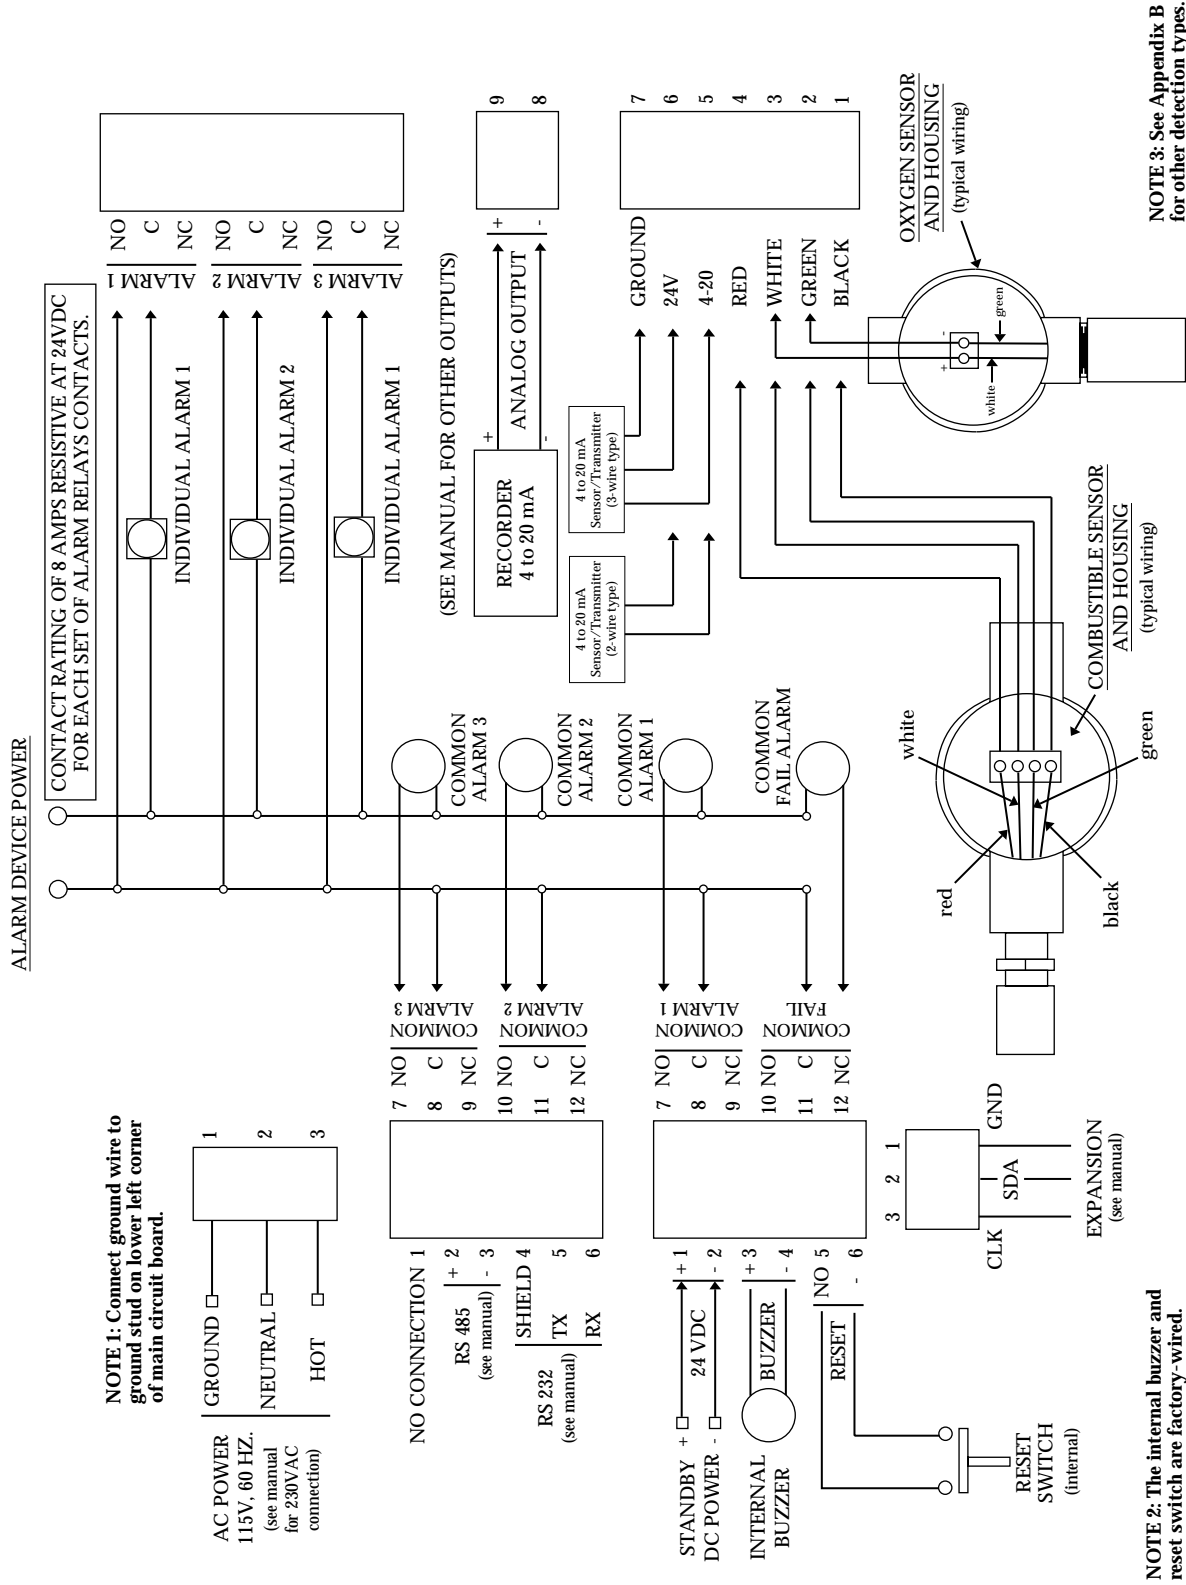 NOTE 1: Connect ground wire to
ground stud on lower left corner
of main circuit board.
ALARM DEVICE POWER
CONTACT RATING OF 8 AMPS RESISTIVE AT 24VDC
FOR EACH SET OF ALARM RELAYS CONTACTS.
AC POWER
115V, 60 HZ.
(see manual
for 230VAC
connection)
GROUND
NEUTRAL
HOT
1
2
3
INDIVIDUAL ALARM 1
INDIVIDUAL ALARM 2
INDIVIDUAL ALARM 1
ALARM 1
NO
C
NC
ALARM 2
NO
C
NC
ALARM 3
NO
C
NC
NO CONNECTION 1
RS 485
(see manual)
+ 2
- 3
RS 232
(see manual)
SHIELD 4
TX 5
RX 6
7 NO
8 C
9 NC
COMMON
ALARM 3
10 NO
11 C
12 NC
COMMON
ALARM 2
COMMON
ALARM 3
COMMON
ALARM 2
(SEE MANUAL FOR OTHER OUTPUTS)
RECORDER
4 to 20 mA
+
-
ANALOG OUTPUT
+
-
9
8
STANDBY +
DC POWER -
24 VDC
+ 1
- 2
INTERNAL
BUZZER
BUZZER
+ 3
- 4
RESET
NO 5
- 6
RESET
SWITCH
(internal)
7 NO
8 C
9 NC
COMMON
ALARM 1
10 NO
11 C
12 NC
COMMON
FAIL
COMMON
ALARM 1
COMMON
FAIL ALARM
4 to 20 mA
Sensor/Transmitter
(2-wire type)
4 to 20 mA
Sensor/Transmitter
(3-wire type)
GROUND 7
24V 6
4-20 5
RED 4
WHITE 3
GREEN 2
BLACK 1
3
2
1
CLK
SDA
GND
EXPANSION
(see manual)
red
white
black
green
COMBUSTIBLE SENSOR
AND HOUSING
(typical wiring)
+
-
white
green
OXYGEN SENSOR
AND HOUSING
(typical wiring)
NOTE 2: The internal buzzer and
reset switch are factory-wired.
NOTE 3: See Appendix B
for other detection types.